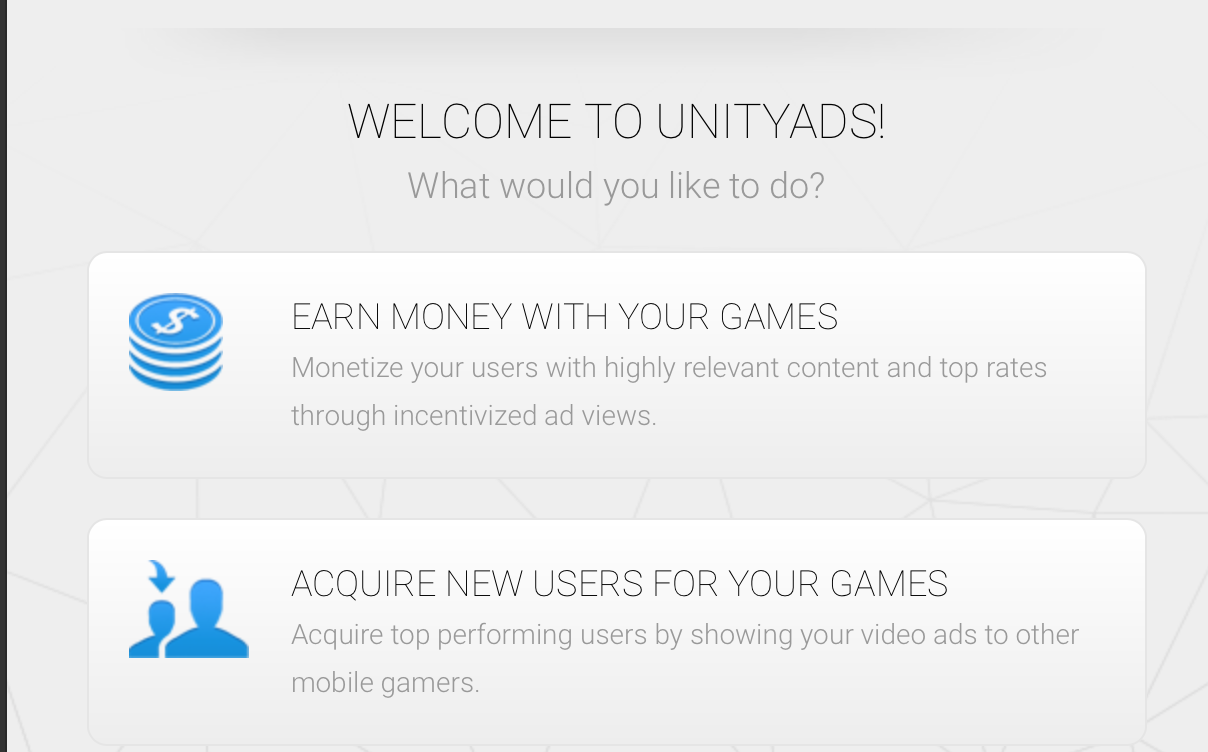 WELCOME TO UNITYADS!
What would you like to do?
$
EARN MONEY WITH YOUR GAMES
Monetize your users with highly relevant content and top rates
through incentivized ad views.
ACQUIRE NEW USERS FOR YOUR GAMES
Acquire top performing users by showing your video ads to other
mobile gamers.